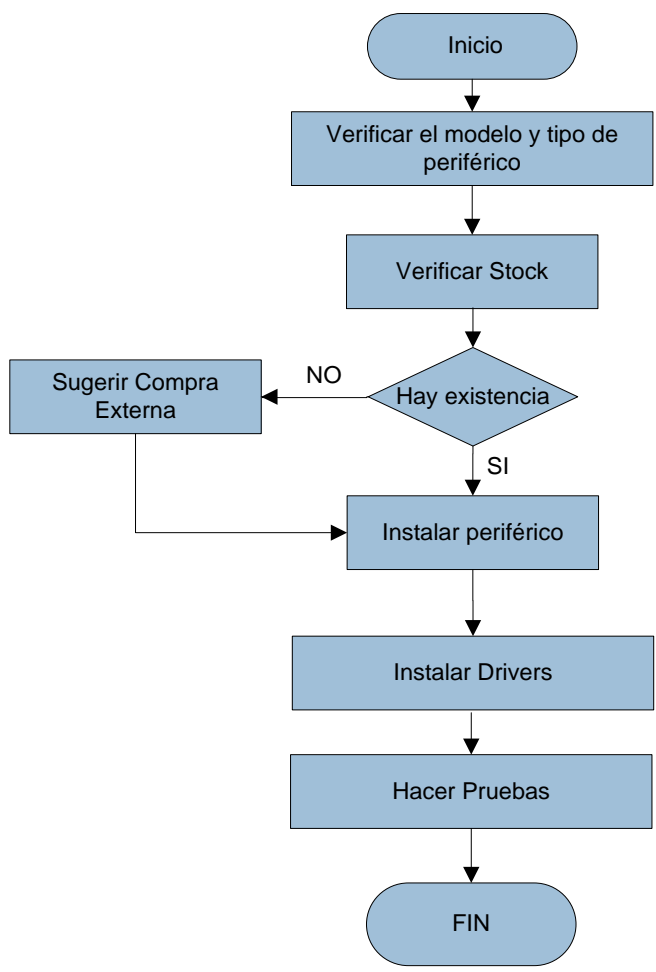 Inicio
Verificar el modelo y tipo de
periférico
Verificar Stock
Hay existencia
NO
Sugerir Compra
Externa
SI
Instalar periférico
Instalar Drivers
Hacer Pruebas
FIN